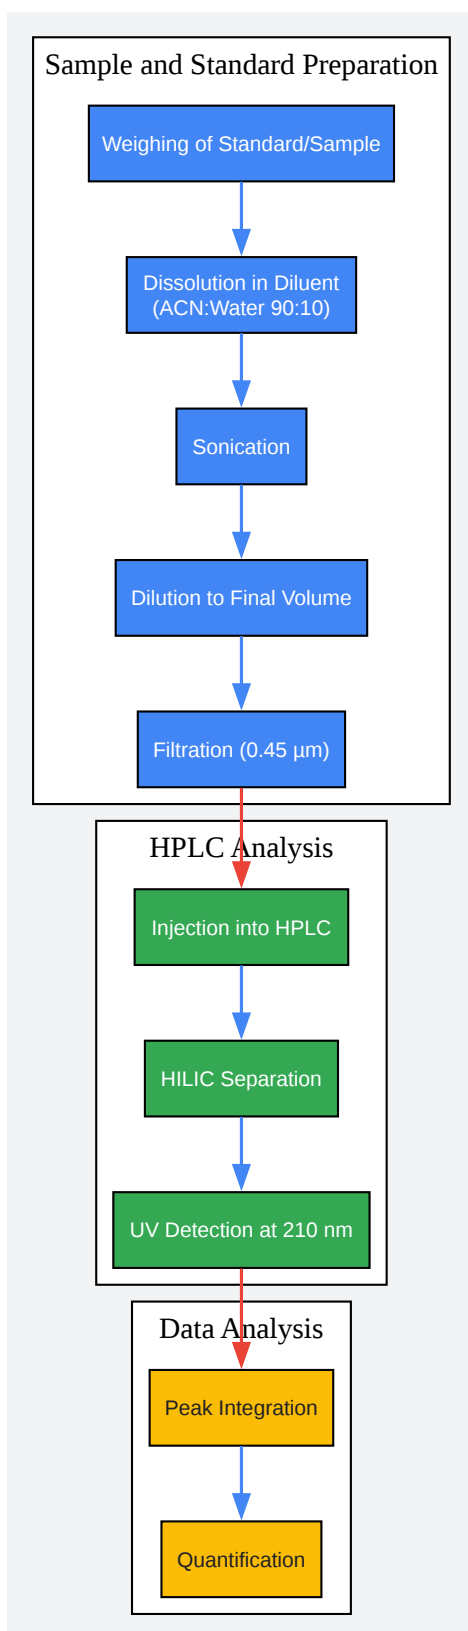 Sample and Standard Preparation
Weighing of Standard/Sample
Dissolution in Diluent
(ACN:Water 90:10)
Sonication
Dilution to Final Volume
Filtration (0.45 µm)
HPLC Analysis
Injection into HPLC
HILIC Separation
UV Detection at 210 nm
Data Analysis
Peak Integration
Quantification